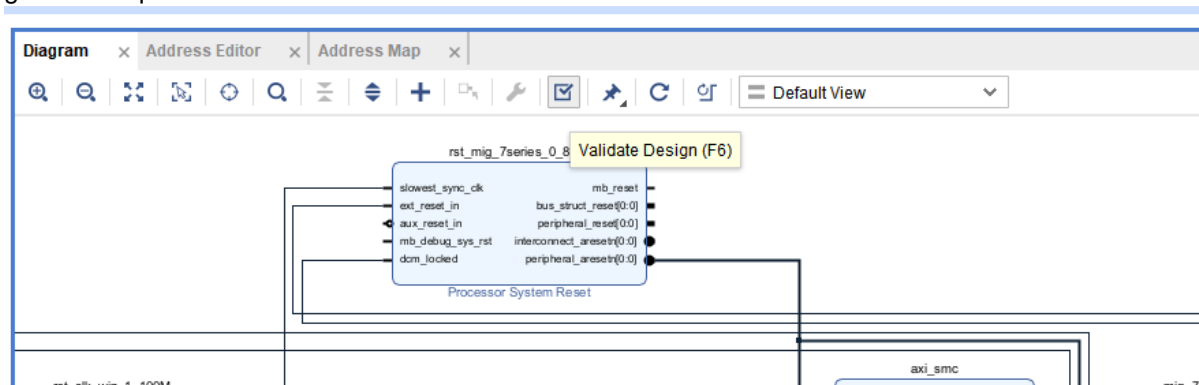 Diagram × Address Editor × Address Map ×
Default View
rst_mig_7series_0_8
Validate Design (F6)
slowest_sync_clk mb_reset
ext_reset_in bus_struct_reset[0:0]
aux_reset_in peripheral_reset[0:0]
mb_debug_sys_rst interconnect_aresetn[0:0]
dcm_locked peripheral_aresetn[0:0]
Processor System Reset
axi_smc